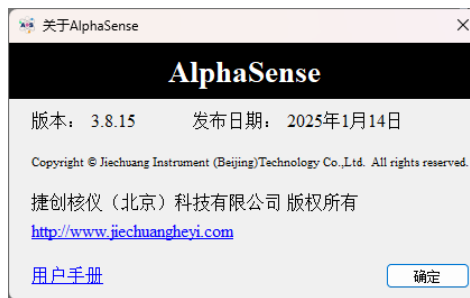 关于AlphaSense
AlphaSense
版本： 3.8.15 发布日期： 2025年1月14日
Copyright © Jiechuang Instrument (Beijing)Technology Co.,Ltd. All rights reserved.
捷创核仪（北京）科技有限公司 版权所有
http://www.jiechuangheyi.com
用户手册 确定